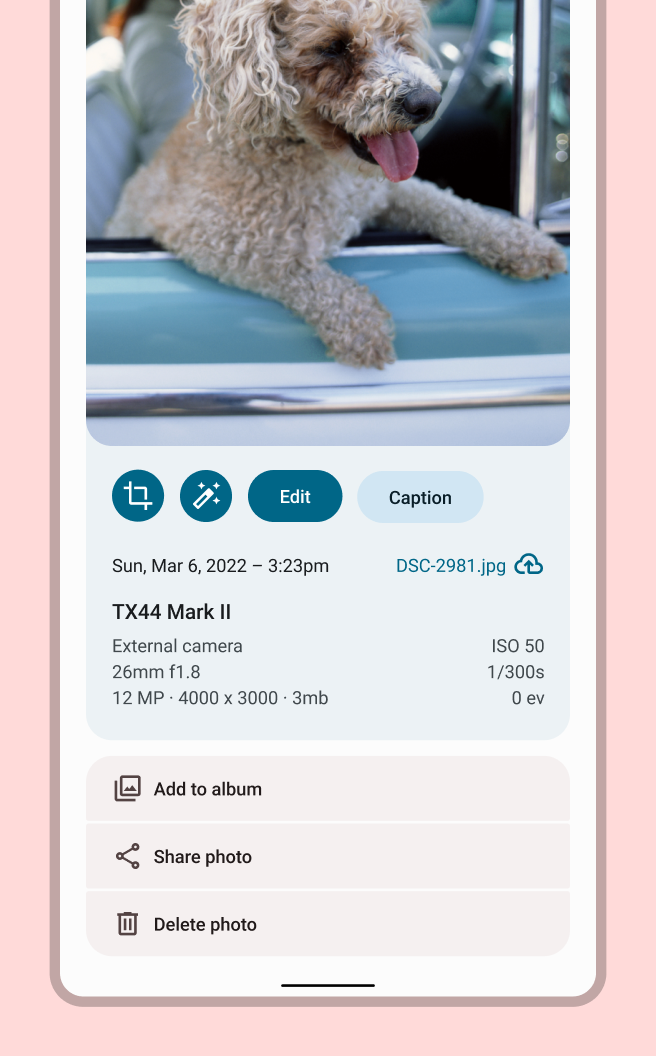 Edit
Caption
Sun, Mar 6, 2022 – 3:23pm
DSC-2981.jpg
TX44 Mark II
External camera
ISO 50
26mm f1.8
1/300s
12 MP · 4000 x 3000 · 3mb
0 ev
Add to album
Share photo
Delete photo